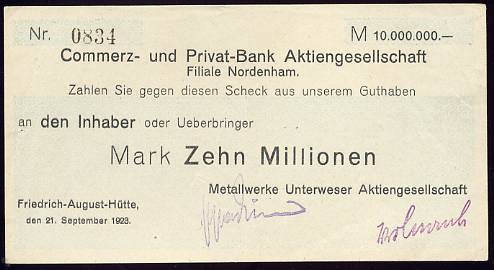 Nr. 0834 M 10.000.000.—
Commerz- und Privat-Bank Aktiengesellschaft
Filiale Nordenham.
Zahlen Sie gegen diesen Scheck aus unserem Guthaben
an den Inhaber oder Ueberbringer
Mark Zehn Millionen
Metallwerke Unterweser Aktiengesellschaft
Friedrich-August-Hütte,
den 21. September 1923.